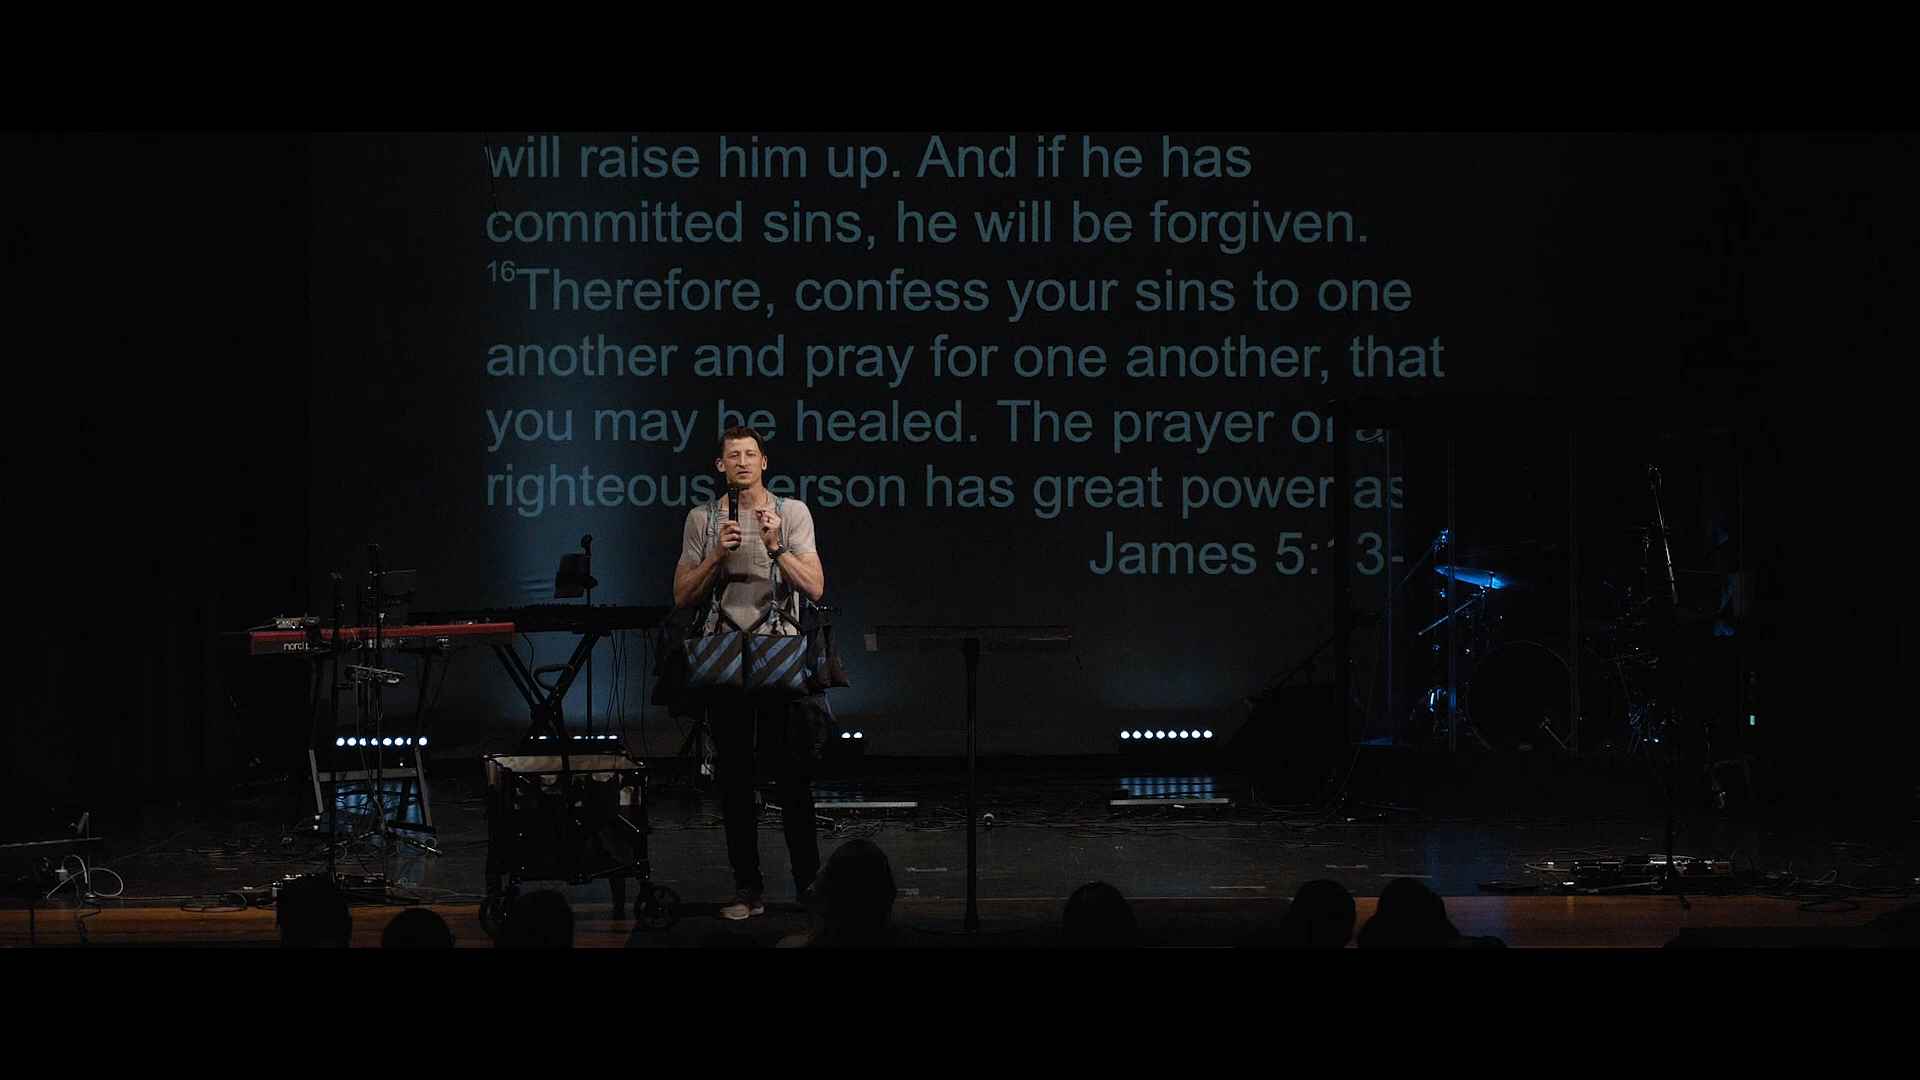 will raise him up. And if he has
committed sins, he will be forgiven.
16Therefore, confess your sins to one
another and pray for one another, that
you may be healed. The prayer of a
righteous person has great power as
James 5:13-
nord